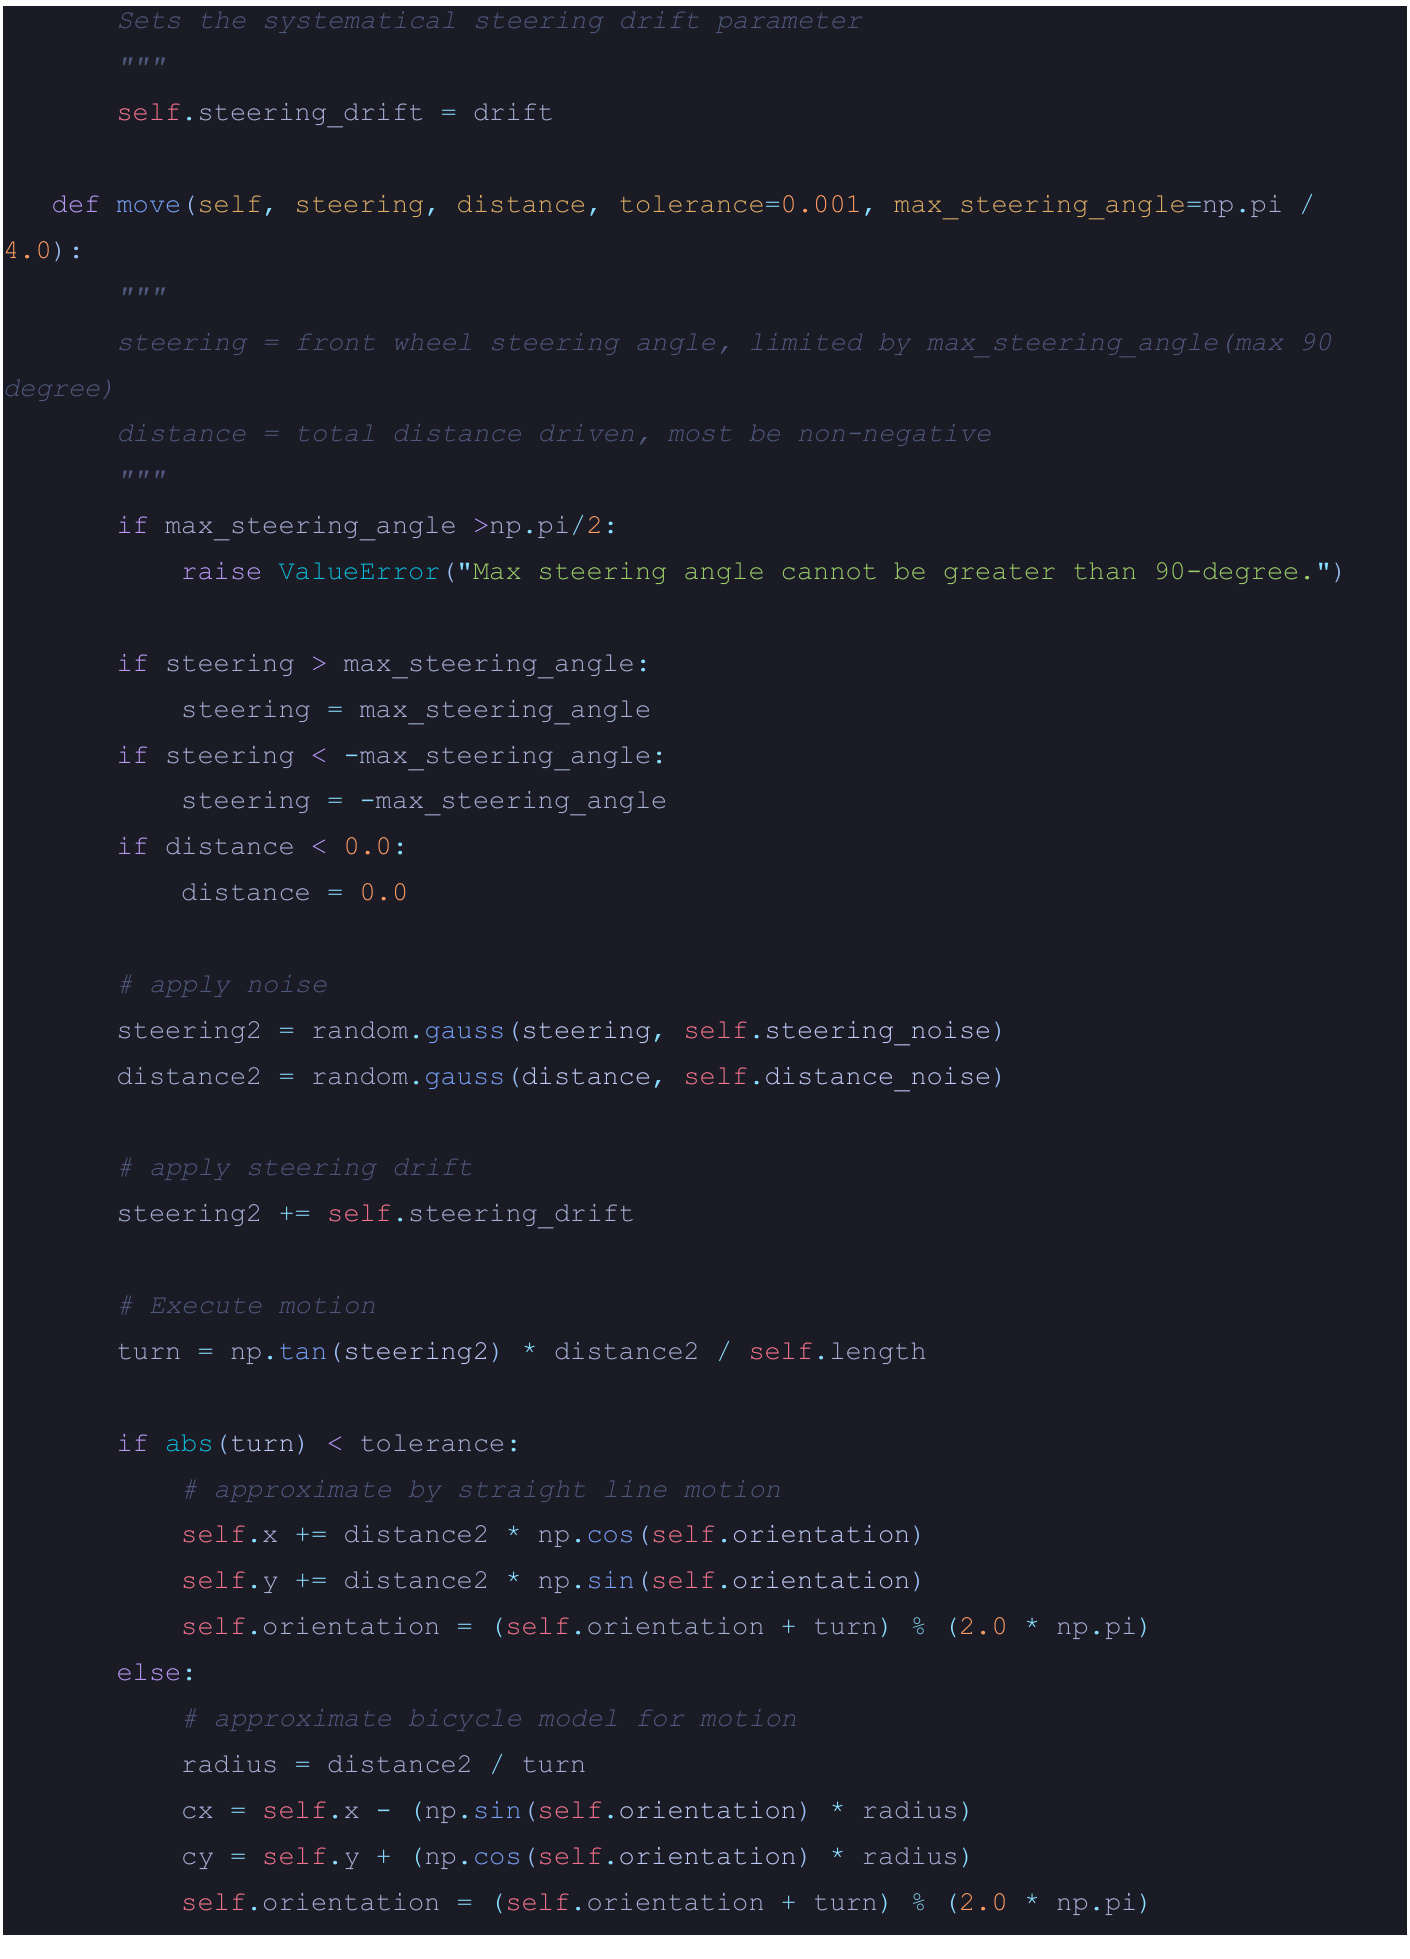 Sets the systematical steering drift parameter
"""
self.steering_drift = drift
def move(self, steering, distance, tolerance=0.001, max_steering_angle=np.pi /
4.0):
"""
steering = front wheel steering angle, limited by max_steering_angle(max 90
degree)
distance = total distance driven, most be non-negative
"""
if max_steering_angle >np.pi/2:
raise ValueError("Max steering angle cannot be greater than 90-degree.")
if steering > max_steering_angle:
steering = max_steering_angle
if steering < -max_steering_angle:
steering = -max_steering_angle
if distance < 0.0:
distance = 0.0
# apply noise
steering2 = random.gauss(steering, self.steering_noise)
distance2 = random.gauss(distance, self.distance_noise)
# apply steering drift
steering2 += self.steering_drift
# Execute motion
turn = np.tan(steering2) * distance2 / self.length
if abs(turn) < tolerance:
# approximate by straight line motion
self.x += distance2 * np.cos(self.orientation)
self.y += distance2 * np.sin(self.orientation)
self.orientation = (self.orientation + turn) % (2.0 * np.pi)
else:
# approximate bicycle model for motion
radius = distance2 / turn
cx = self.x - (np.sin(self.orientation) * radius)
cy = self.y + (np.cos(self.orientation) * radius)
self.orientation = (self.orientation + turn) % (2.0 * np.pi)